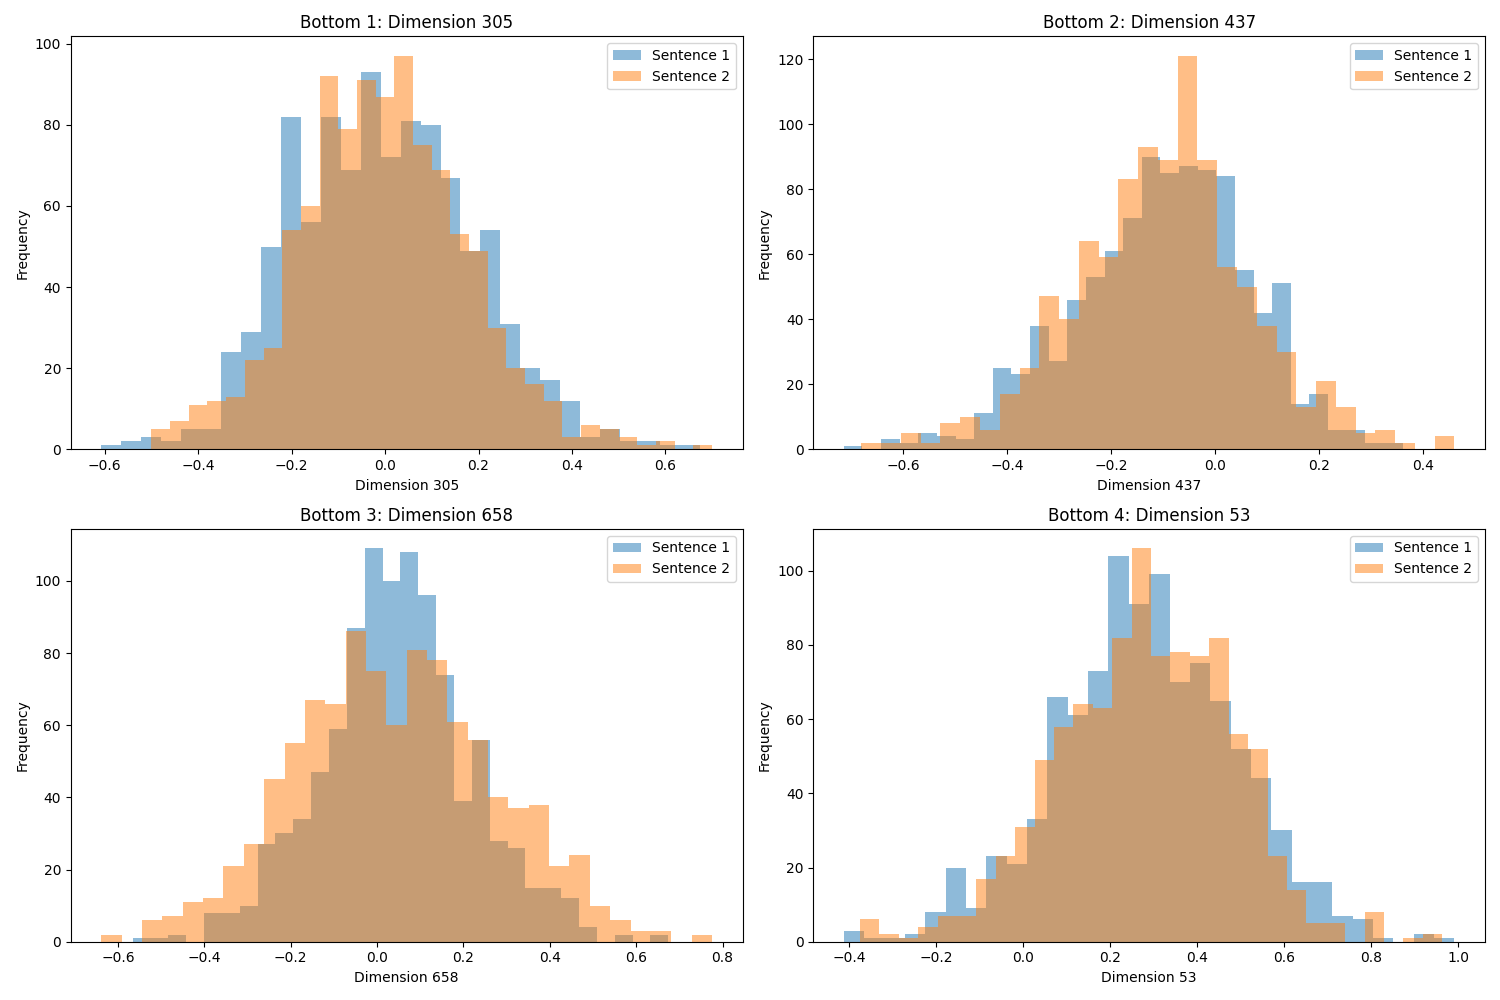 Bottom 1: Dimension 305
Sentence 1
Sentence 2
Frequency
100
80
60
40
20
0
−0.6 −0.4 −0.2 0.0 0.2 0.4 0.6
Dimension 305
Bottom 2: Dimension 437
Sentence 1
Sentence 2
Frequency
120
100
80
60
40
20
0
−0.6 −0.4 −0.2 0.0 0.2 0.4
Dimension 437
Bottom 3: Dimension 658
Sentence 1
Sentence 2
Frequency
100
80
60
40
20
0
−0.6 −0.4 −0.2 0.0 0.2 0.4 0.6 0.8
Dimension 658
Bottom 4: Dimension 53
Sentence 1
Sentence 2
Frequency
100
80
60
40
20
0
−0.4 −0.2 0.0 0.2 0.4 0.6 0.8 1.0
Dimension 53